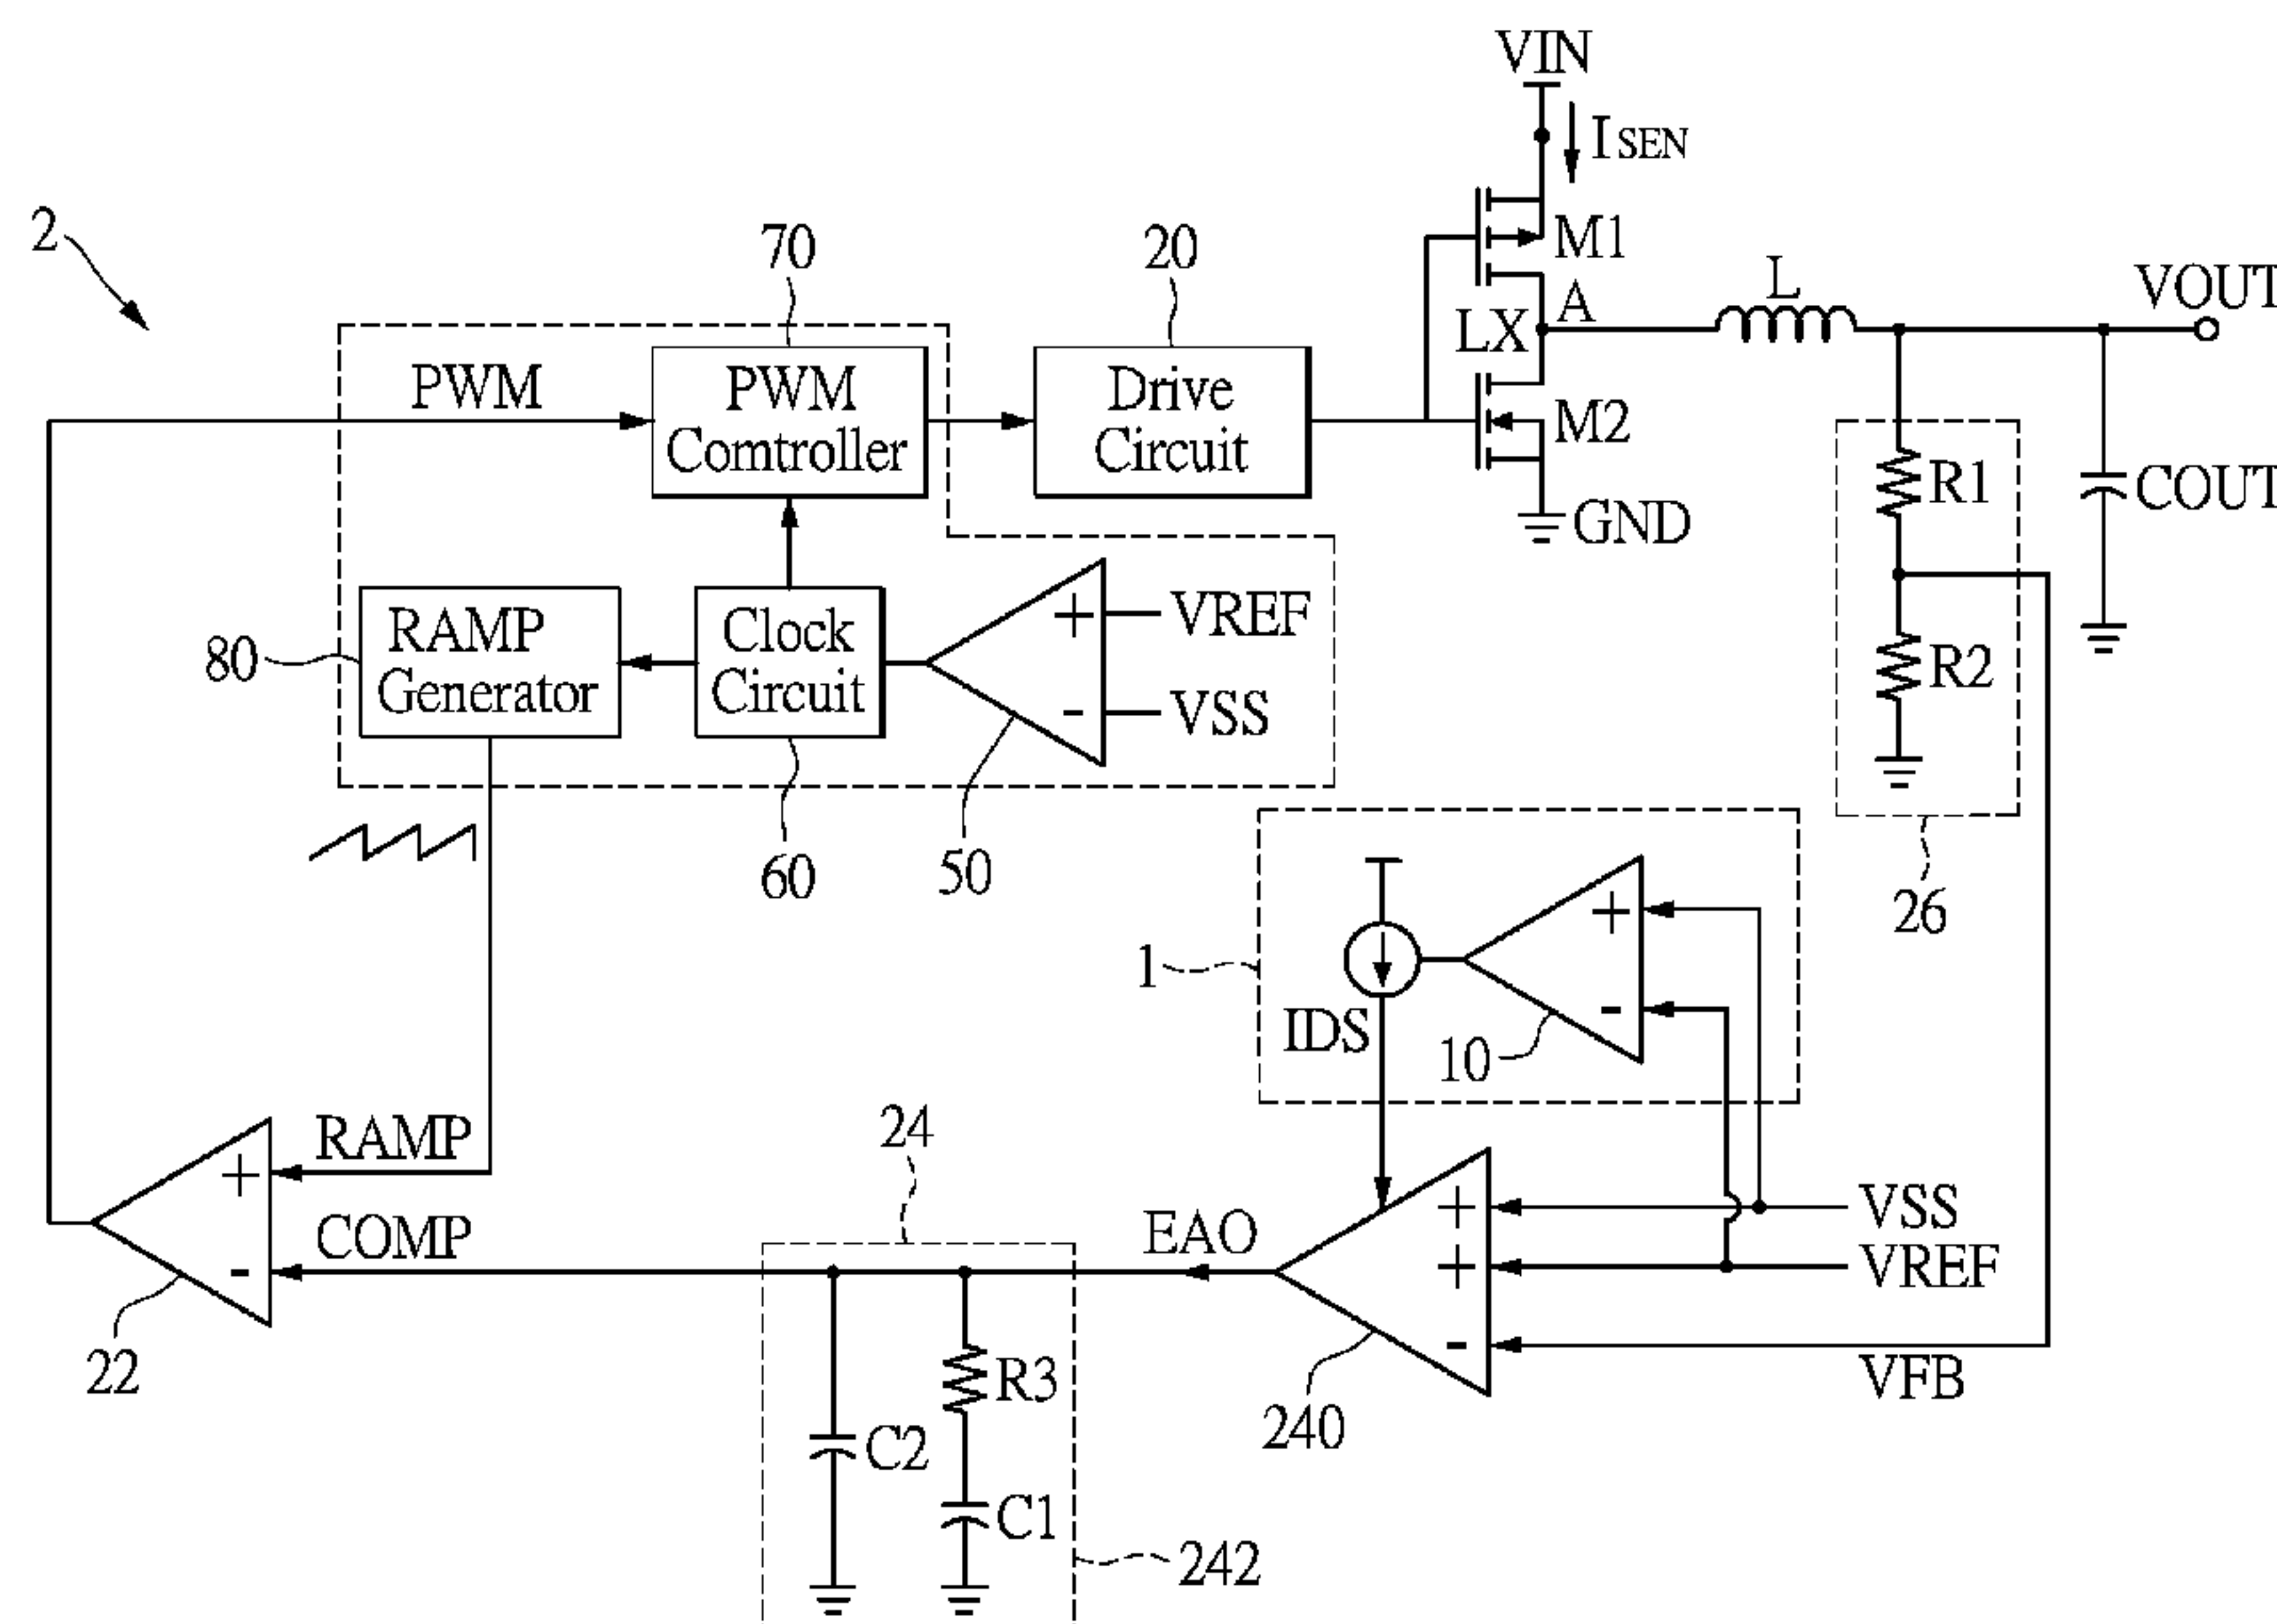 VIN
I SEN
2
70
20
M1
A
L
VOUT
LX
PWM
PWM
Comtroller
Drive
Circuit
M2
R1
COUT
GND
80
RAMP
Generator
Clock
Circuit
+
VREF
-
VSS
R2
60
50
26
1
+
-
IDS
10
24
RAMP
+
COMP
-
22
EAO
+
VSS
+
VREF
-
VFB
240
R3
C2
C1
242